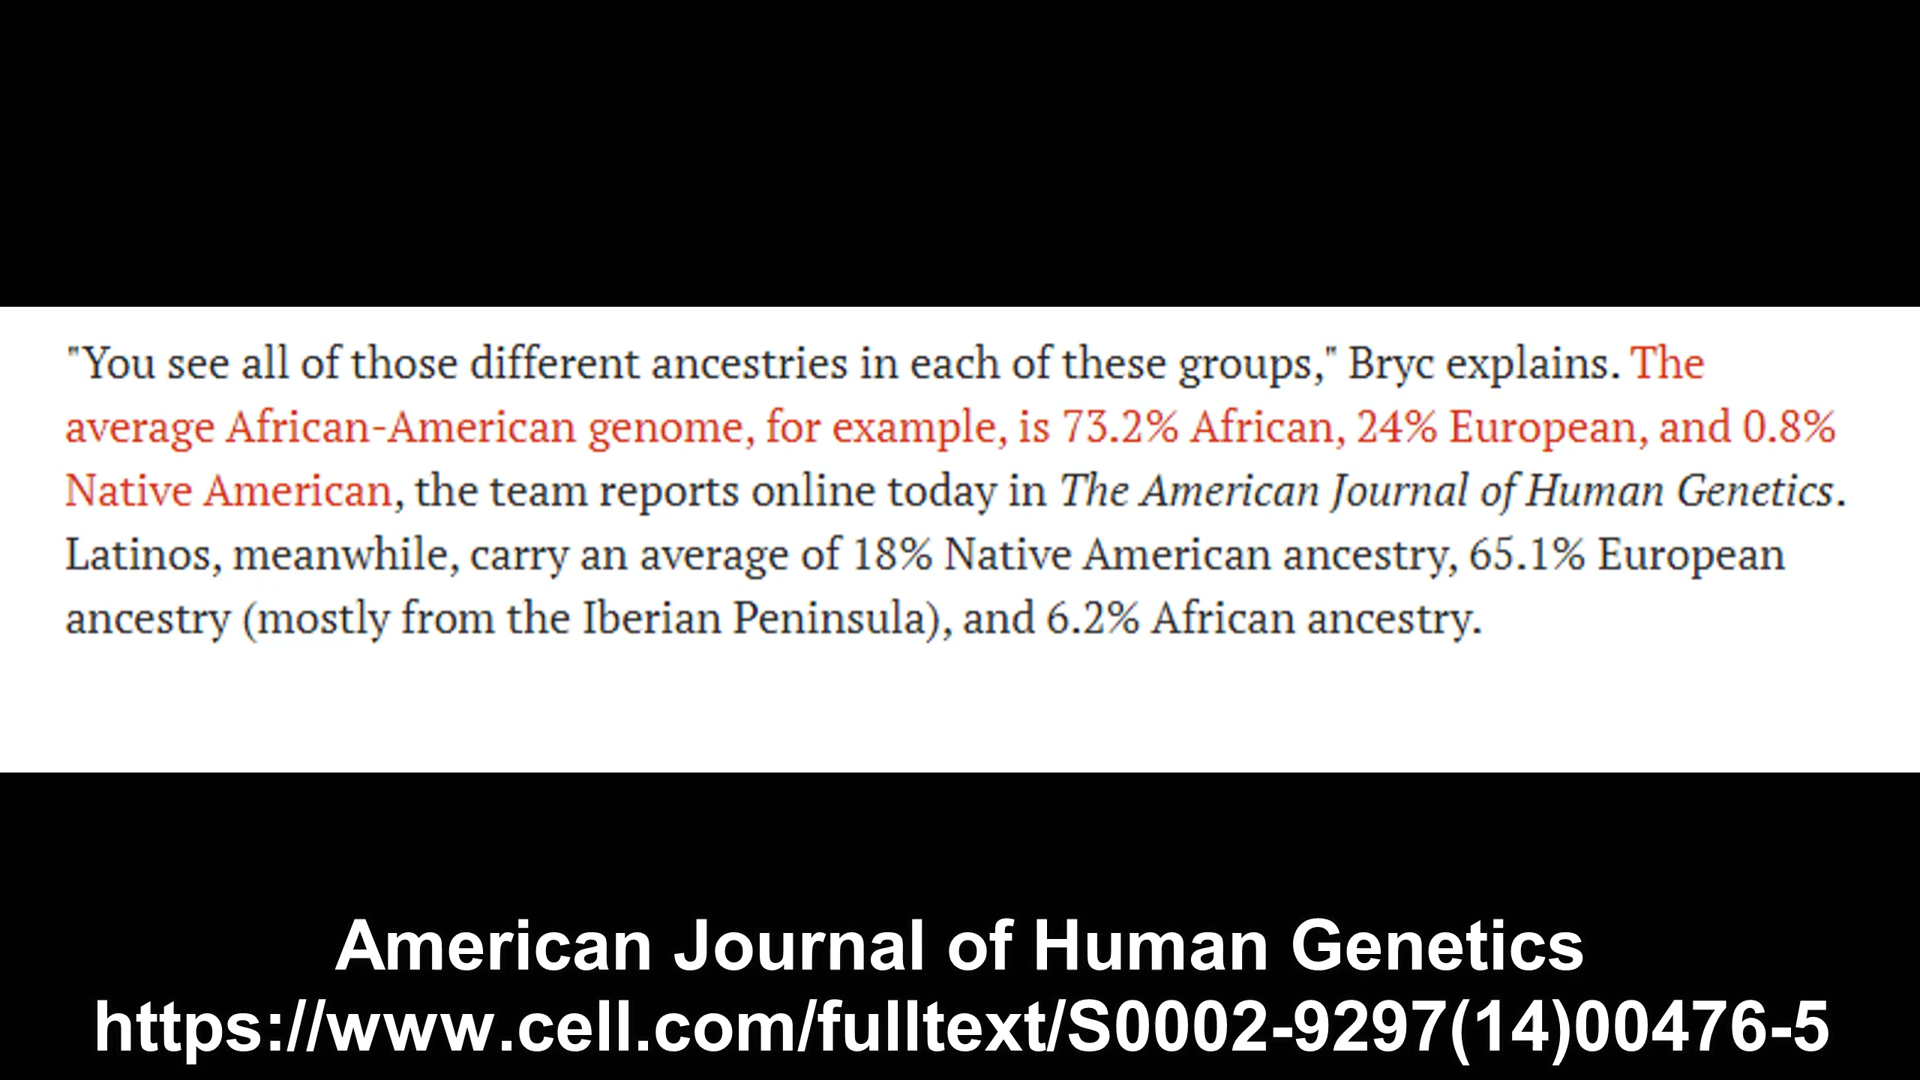 "You see all of those different ancestries in each of these groups," Bryc explains. The
average African-American genome, for example, is 73.2% African, 24% European, and 0.8%
Native American, the team reports online today in The American Journal of Human Genetics.
Latinos, meanwhile, carry an average of 18% Native American ancestry, 65.1% European
ancestry (mostly from the Iberian Peninsula), and 6.2% African ancestry.
American Journal of Human Genetics
https://www.cell.com/fulltext/S0002-9297(14)00476-5